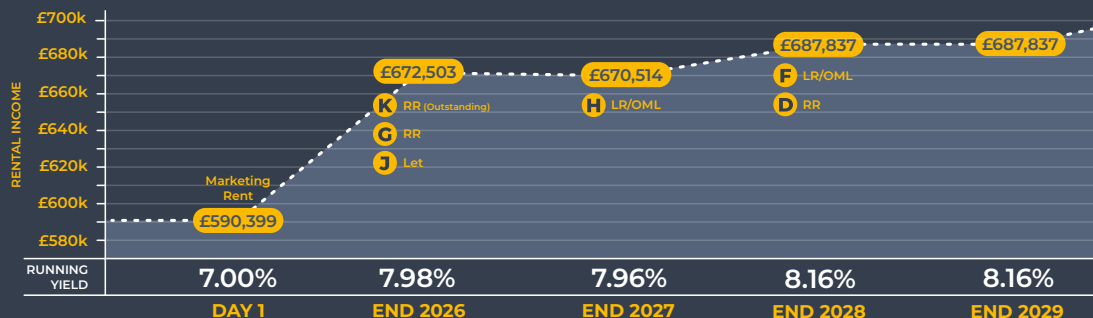 RENTAL INCOME
£700k
£680k
£660k
£640k
£620k
£600k
£580k
Marketing
Rent
£590,399
£672,503
K RR (Outstanding)
G RR
J Let
£670,514
H LR/OML
£687,837
F LR/OML
D RR
£687,837
RUNNING
YIELD
7.00% 7.98% 7.96% 8.16% 8.16%
DAY 1 END 2026 END 2027 END 2028 END 2029